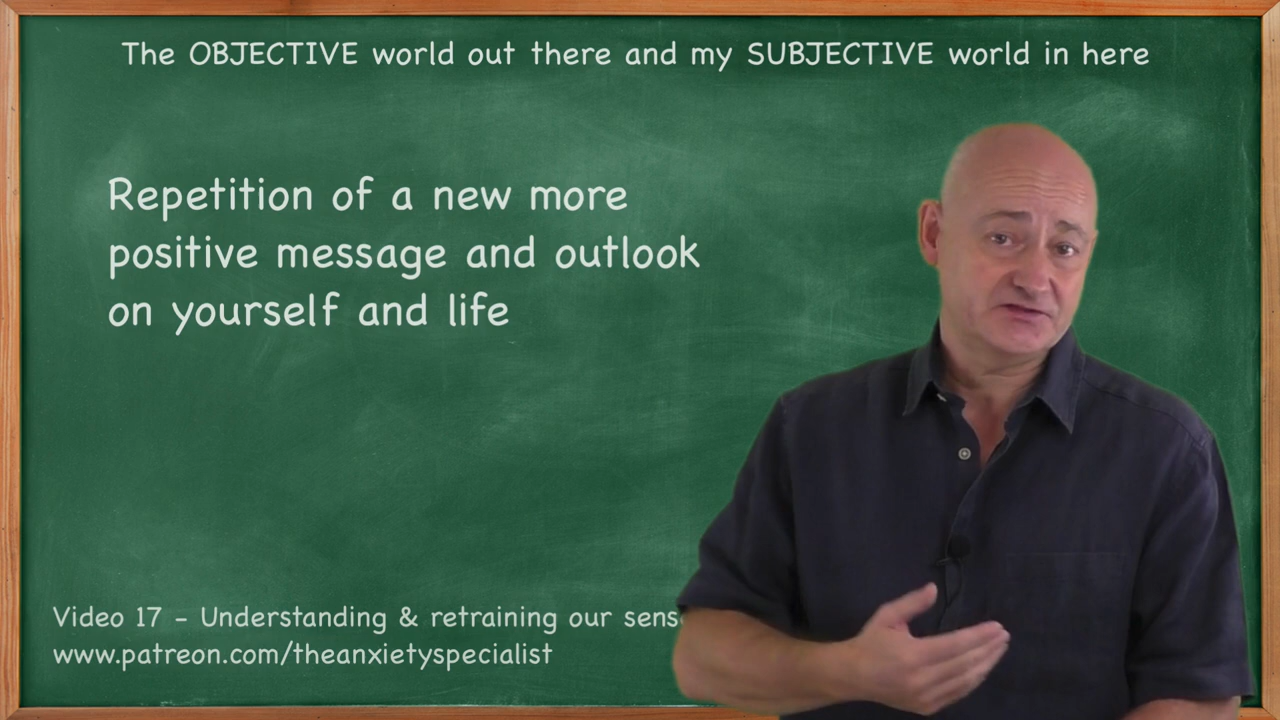 The OBJECTIVE world out there and my SUBJECTIVE world in here
Repetition of a new more
positive message and outlook
on yourself and life
Video 17 - Understanding & retraining our
www.patreon.com/theanxietyspecialist